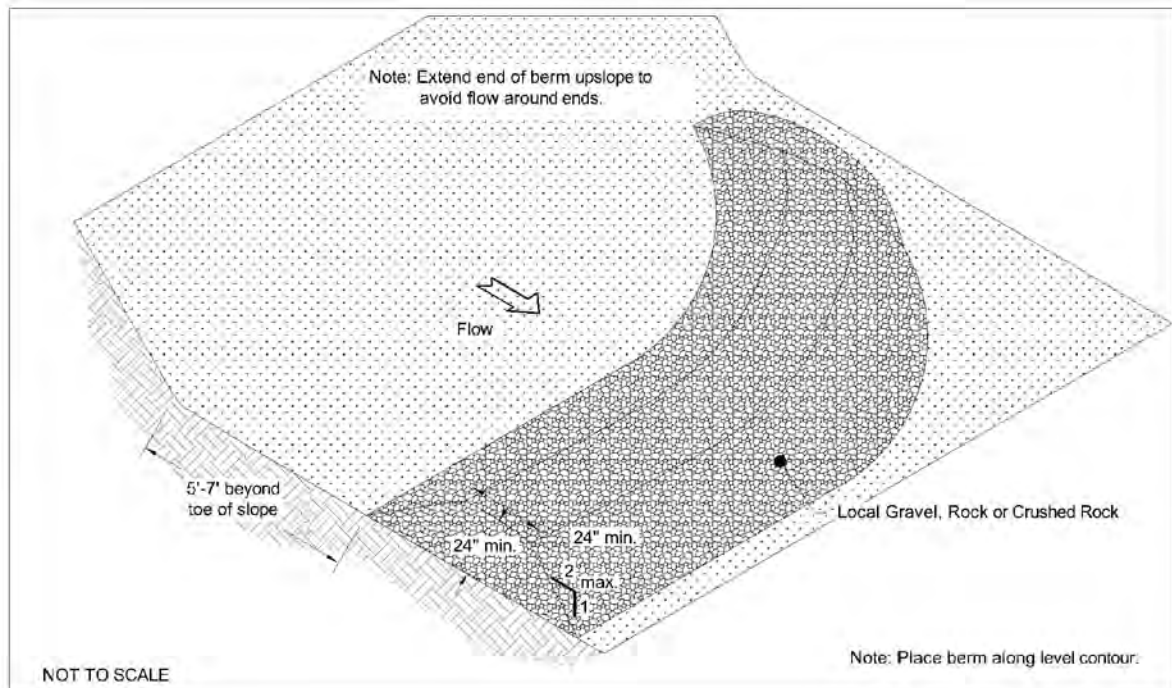 Note: Extend end of berm upslope to
avoid flow around ends.
Flow
5'-7' beyond
toe of slope
Local Gravel, Rock or Crushed Rock
24" min.
24" min.
2
max.
1
Note: Place berm along level contour.
NOT TO SCALE